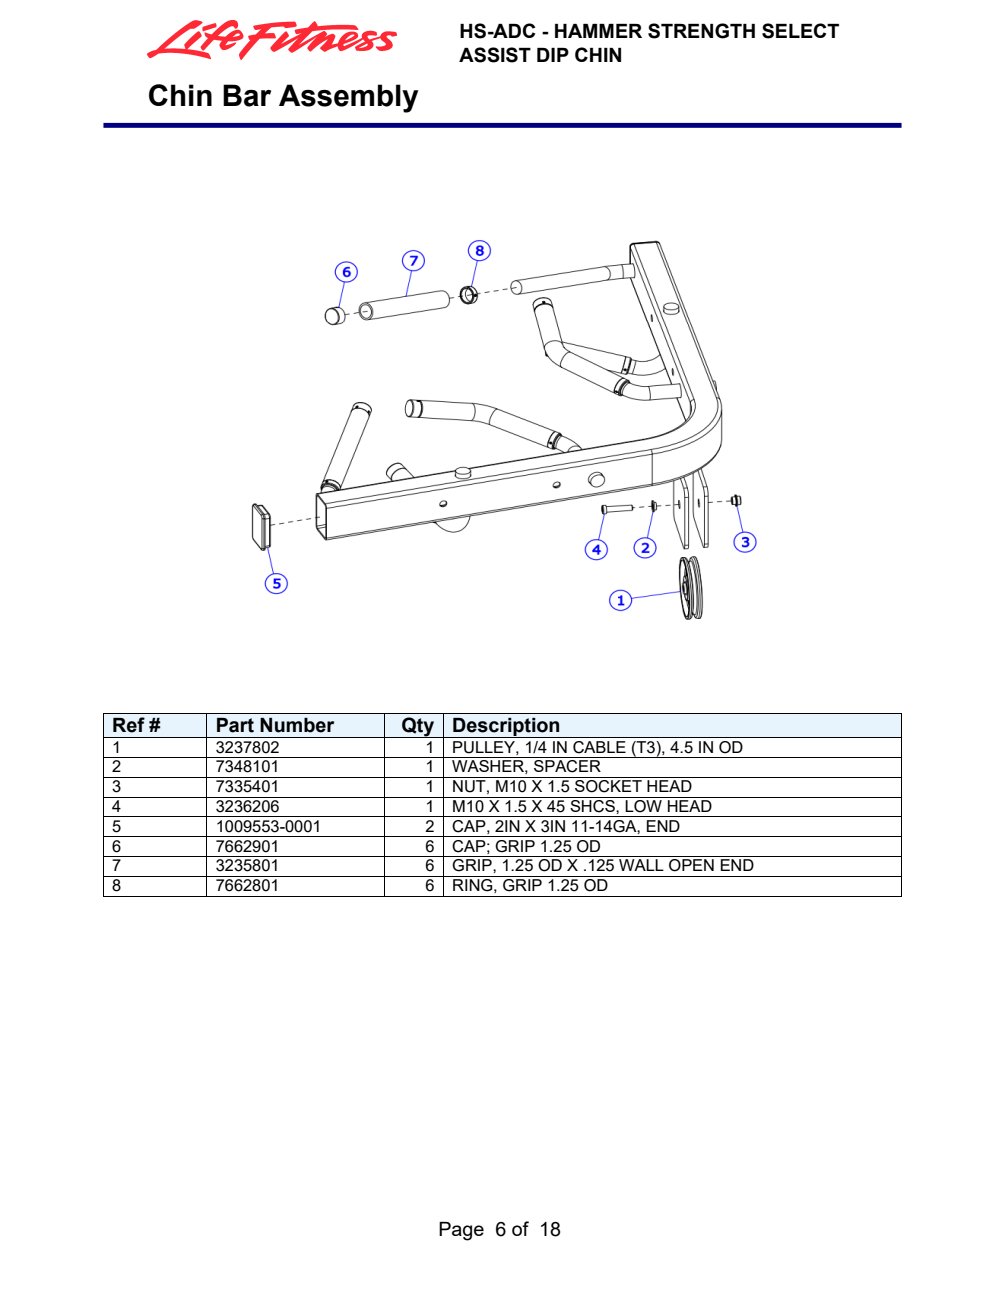 Life Fitness
HS-ADC - HAMMER STRENGTH SELECT
ASSIST DIP CHIN
Chin Bar Assembly
8
7
6
4
2
3
5
1
Ref # Part Number Qty Description
1 3237802 1 PULLEY, 1/4 IN CABLE (T3), 4.5 IN OD
2 7348101 1 WASHER, SPACER
3 7335401 1 NUT, M10 X 1.5 SOCKET HEAD
4 3236206 1 M10 X 1.5 X 45 SHCS, LOW HEAD
5 1009553-0001 2 CAP, 2IN X 3IN 11-14GA, END
6 7662901 6 CAP; GRIP 1.25 OD
7 3235801 6 GRIP, 1.25 OD X .125 WALL OPEN END
8 7662801 6 RING, GRIP 1.25 OD
Page 6 of 18